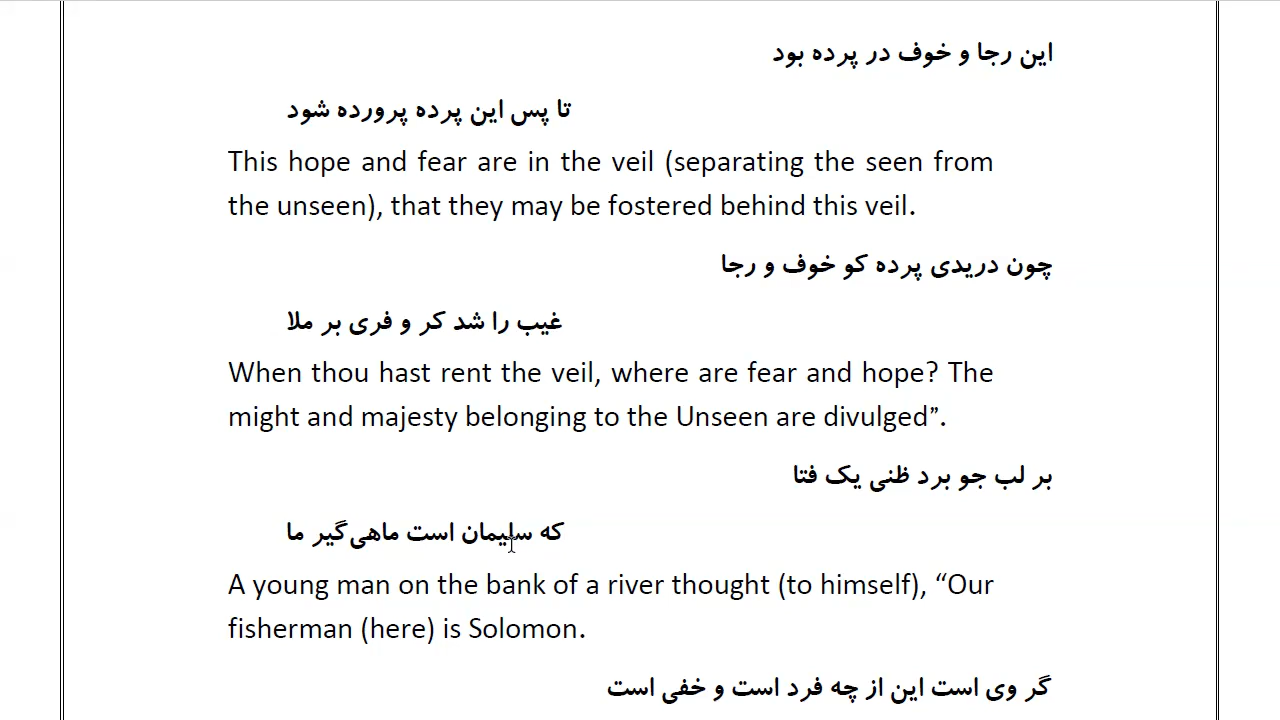 این رجا و خوف در پرده بود
تا پس این پرده پرورده شود
This hope and fear are in the veil (separating the seen from
the unseen), that they may be fostered behind this veil.
چون دریدی پرده کو خوف و رجا
غیب را شد کر و فری بر ملا
When thou hast rent the veil, where are fear and hope? The
might and majesty belonging to the Unseen are divulged”.
بر لب جو برد ظنی یک فتا
که سلیمان است ماهی‌گیر ما
A young man on the bank of a river thought (to himself), “Our
fisherman (here) is Solomon.
گر وی است این از چه فرد است و خفی است